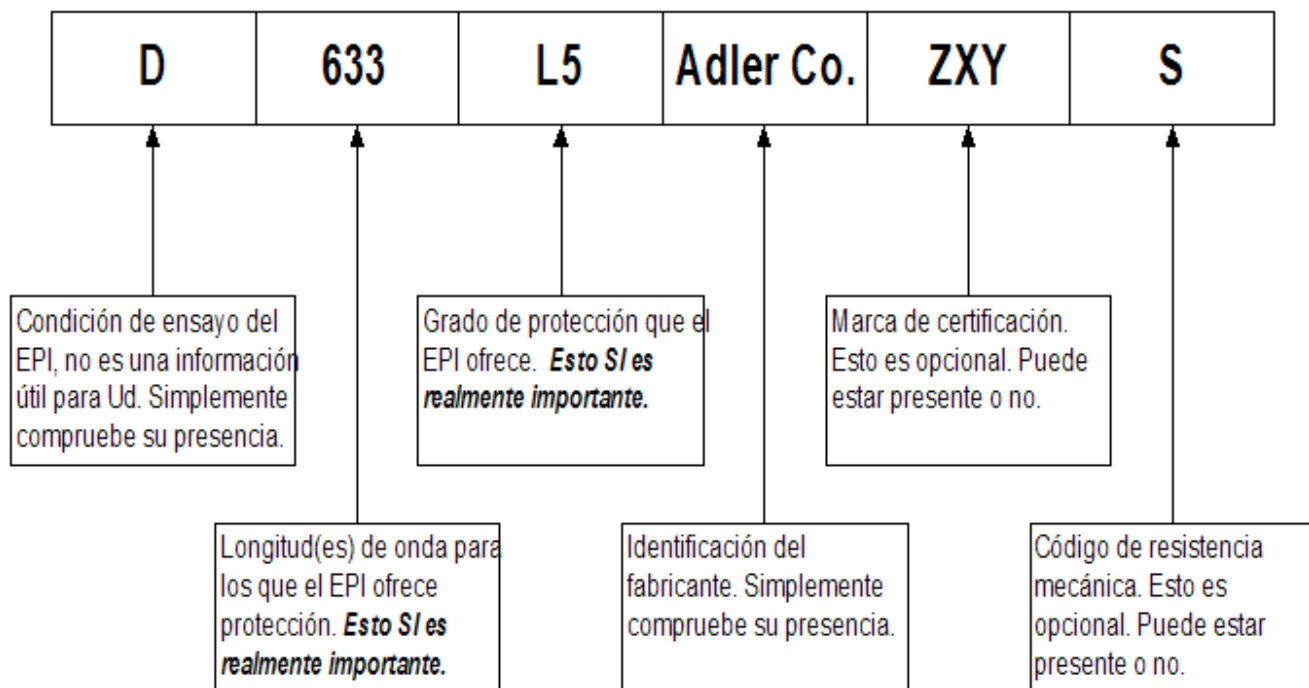 D 633 L5 Adler Co. ZXY S
Condición de ensayo del
EPI, no es una información
útil para Ud. Simplemente
compruebe su presencia.
Grado de protección que el
EPI ofrece. Esto SI es
realmente importante.
Marca de certificación.
Esto es opcional. Puede
estar presente o no.
Longitud(es) de onda para
los que el EPI ofrece
protección. Esto SI es
realmente importante.
Identificación del
fabricante. Simplemente
compruebe su presencia.
Código de resistencia
mecánica. Esto es
opcional. Puede estar
presente o no.